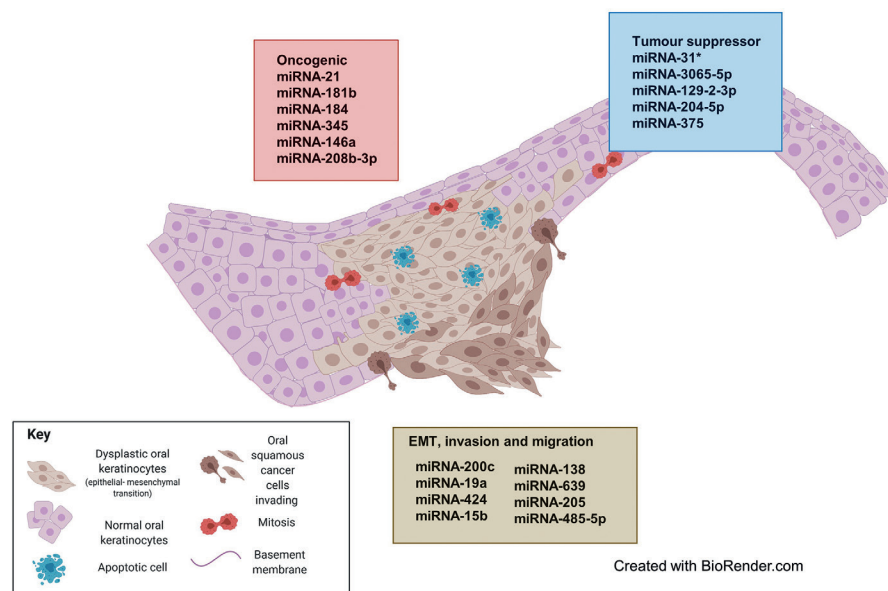 Oncogenic
miRNA-21
miRNA-181b
miRNA-184
miRNA-345
miRNA-146a
miRNA-208b-3p
Tumour suppressor
miRNA-31*
miRNA-3065-5p
miRNA-129-2-3p
miRNA-204-5p
miRNA-375
Key
Dysplastic oral
keratinocytes
(epithelial- mesenchymal
transition)
Normal oral
keratinocytes
Apoptotic cell
Oral
squamous
cancer
cells
invading
Mitosis
Basement
membrane
EMT, invasion and migration
miRNA-200c
miRNA-19a
miRNA-424
miRNA-15b
miRNA-138
miRNA-639
miRNA-205
miRNA-485-5p
Created with BioRender.com